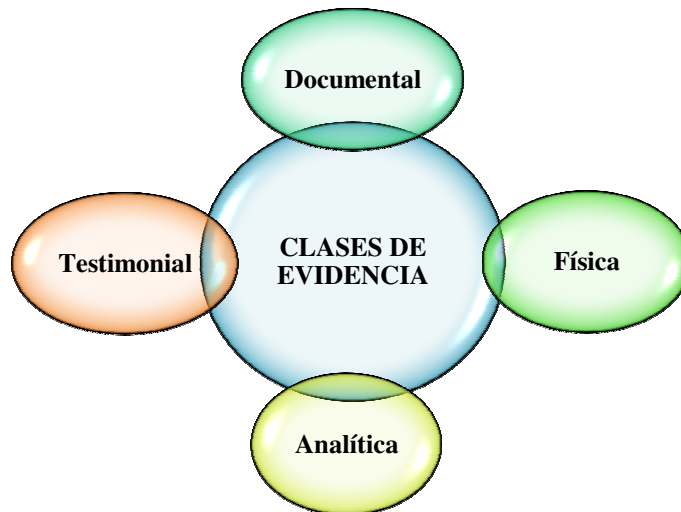 Documental
Testimonial
CLASES DE
EVIDENCIA
Física
Analítica